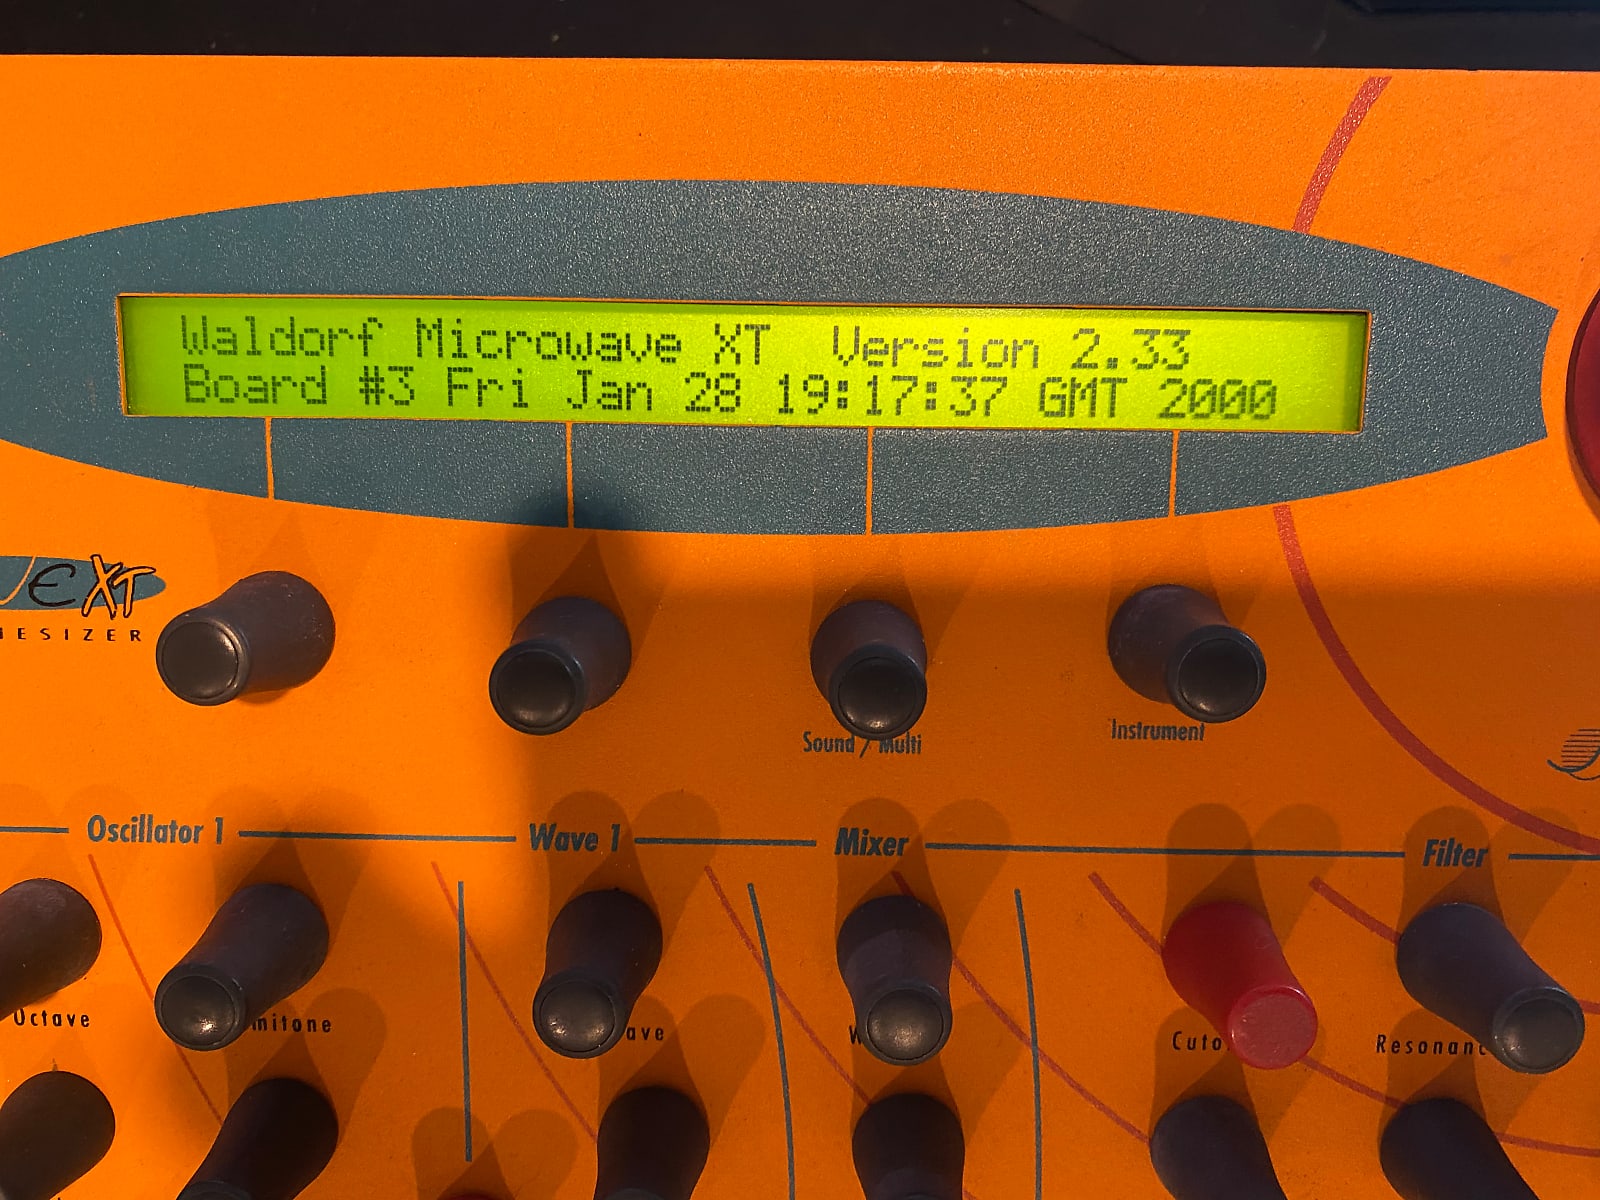 Waldorf Microwave XT Version 2.33
Board #3 Fri Jan 28 19:17:37 GMT 2000
XT
Sound / Multi
Instrument
Oscillator 1
Wave 1
Mixer
Filter
Octave